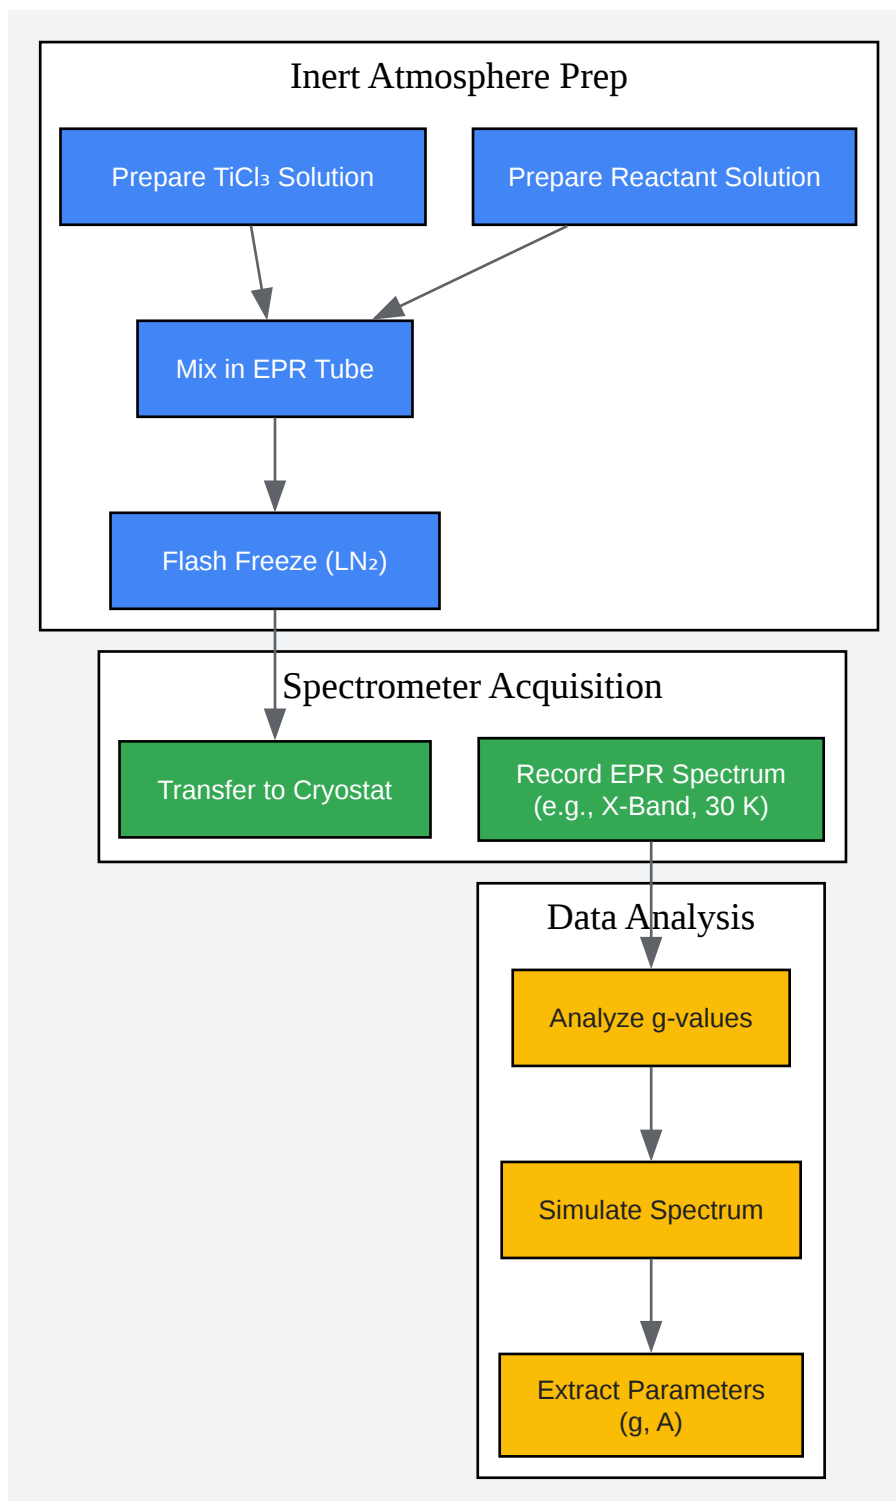 Inert Atmosphere Prep
Prepare TiCl₃ Solution
Prepare Reactant Solution
Mix in EPR Tube
Flash Freeze (LN₂)
Spectrometer Acquisition
Transfer to Cryostat
Record EPR Spectrum
(e.g., X-Band, 30 K)
Data Analysis
Analyze g-values
Simulate Spectrum
Extract Parameters
(g, A)